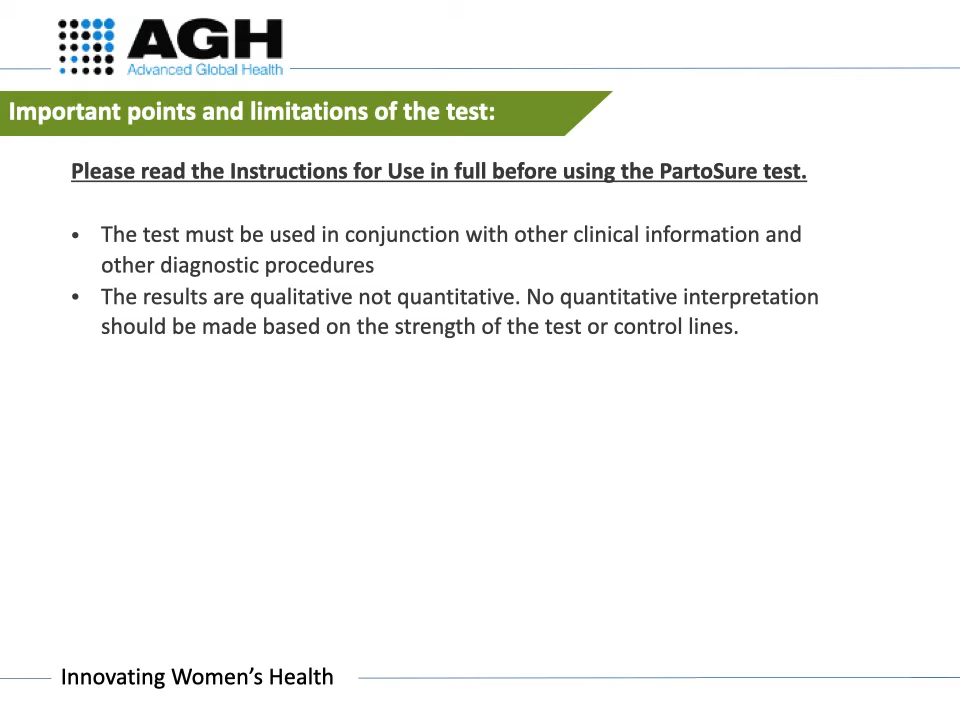 AGH
Advanced Global Health
Important points and limitations of the test:
Please read the Instructions for Use in full before using the PartoSure test.
• The test must be used in conjunction with other clinical information and
other diagnostic procedures
• The results are qualitative not quantitative. No quantitative interpretation
should be made based on the strength of the test or control lines.
Innovating Women’s Health